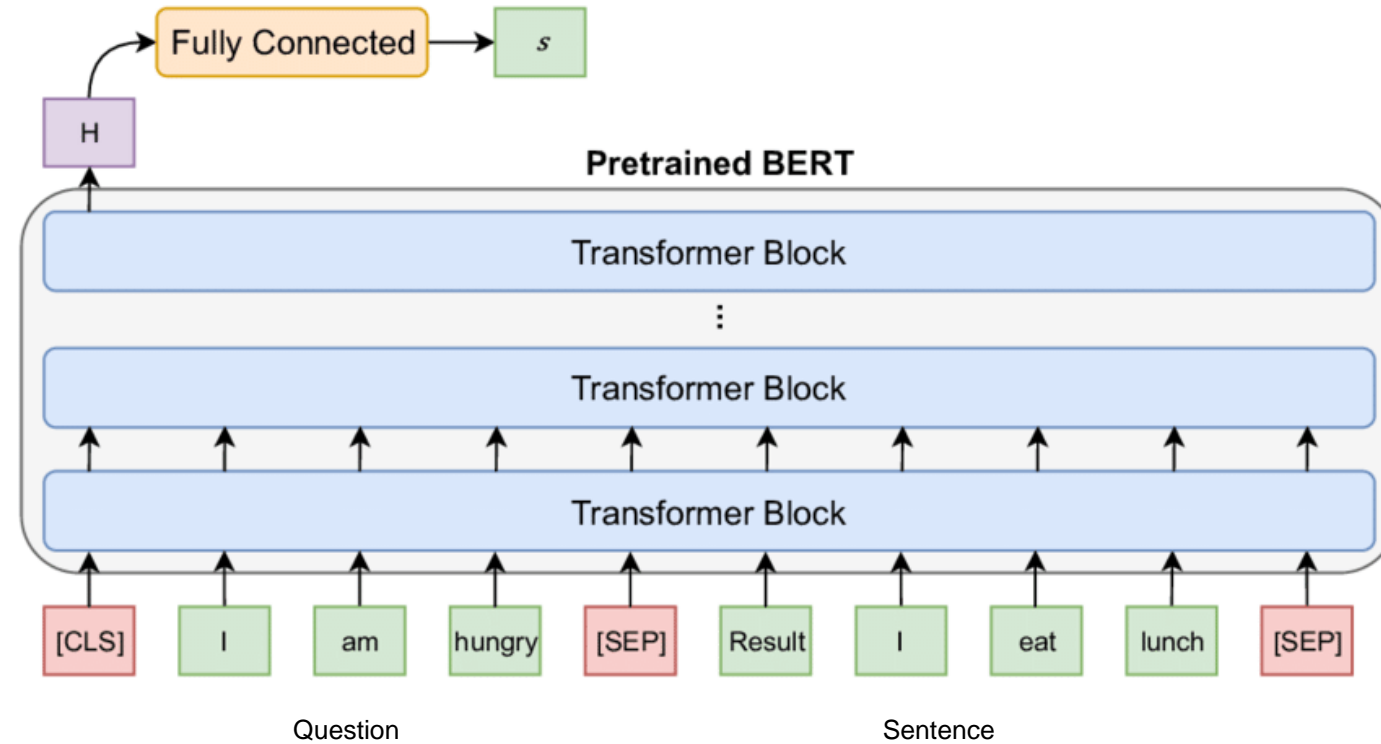 Fully Connected
s
H
Pretrained BERT
Transformer Block
⋮
Transformer Block
Transformer Block
[CLS] I am hungry [SEP] Result I eat lunch [SEP]
Question Sentence